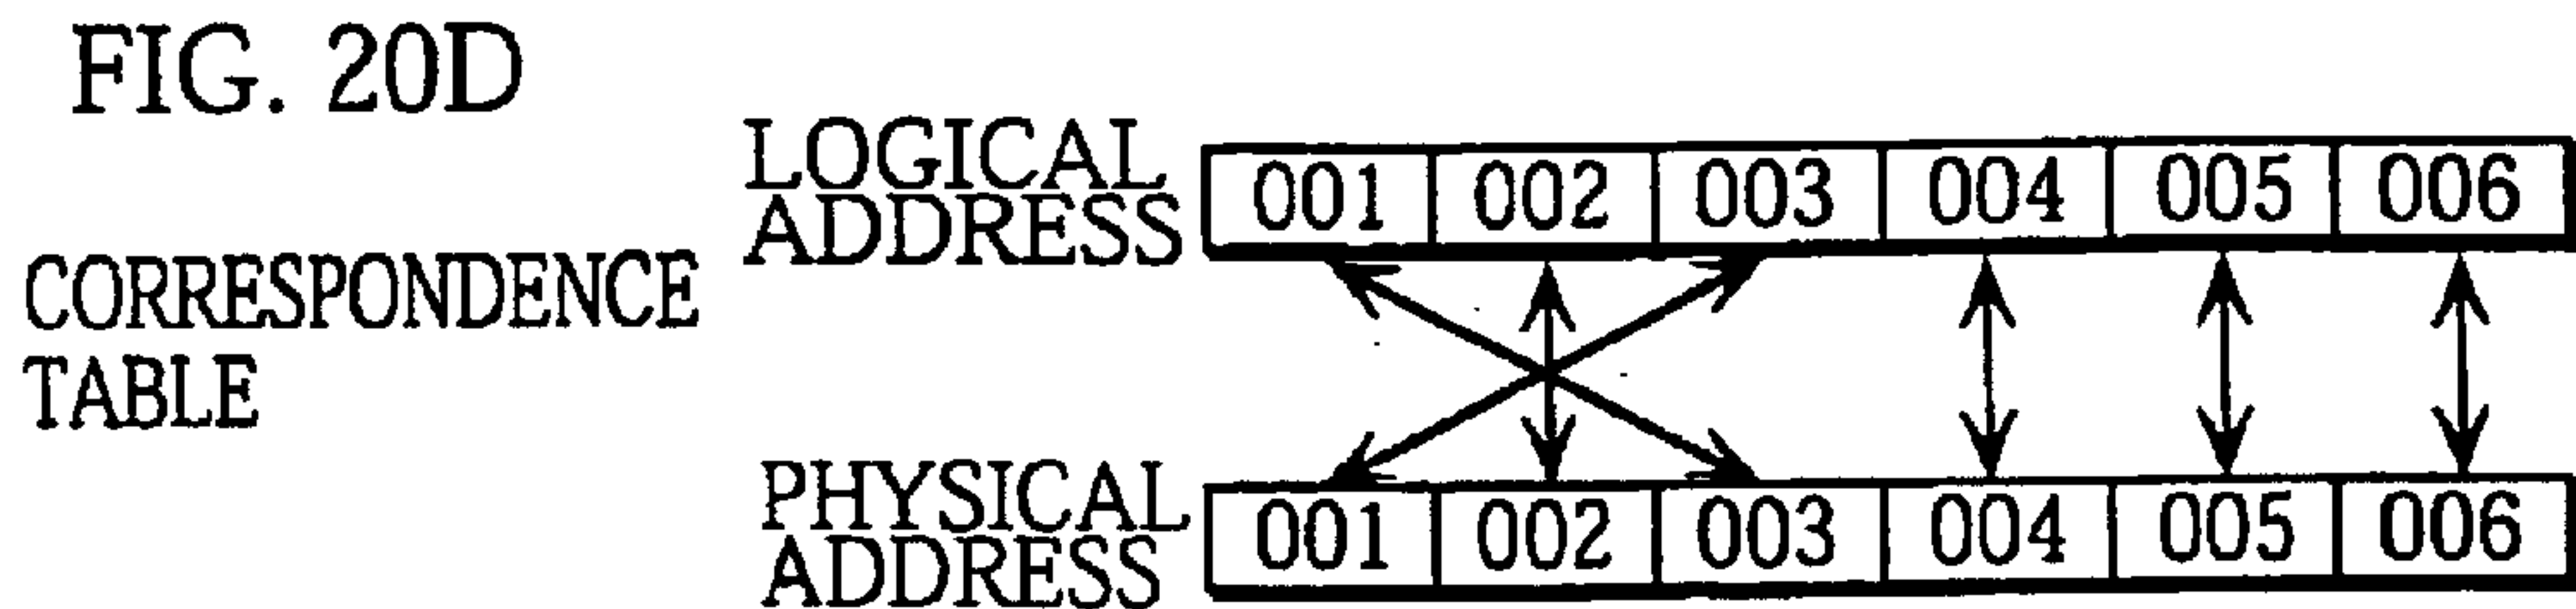 FIG. 20D
LOGICAL
ADDRESS
001 002 003 004 005 006
CORRESPONDENCE
TABLE
PHYSICAL
ADDRESS
001 002 003 004 005 006